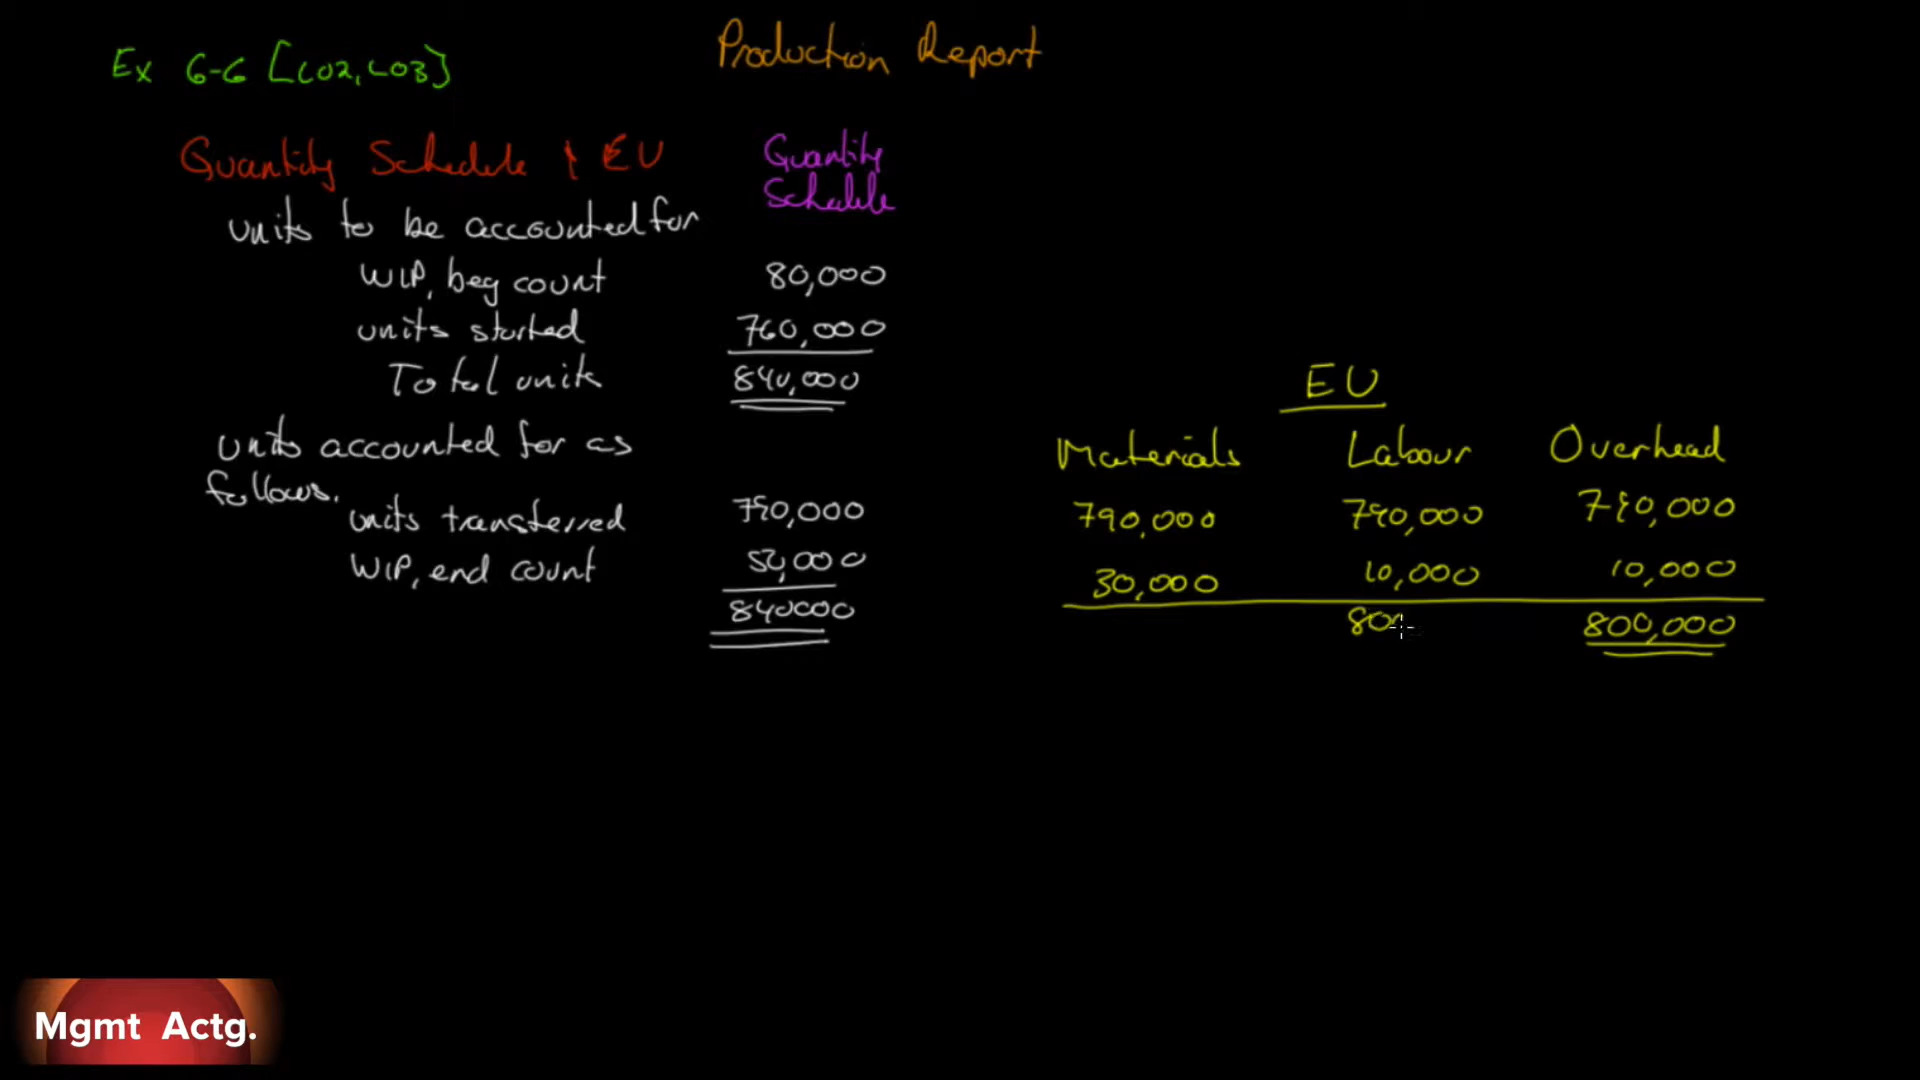 Ex 6-6 [LO2, LO3]
Production Report
Quantity Schedule & EU
Quantity
Schedule
units to be accounted for
WIP, beg count 80,000
units started 760,000
Total units 840,000
EU
units accounted for as
follows.
Materials Labour Overhead
units transferred 790,000 790,000 790,000 790,000
WIP, end count 50,000 30,000 10,000 10,000
840000 800 800,000
Mgmt Actg.